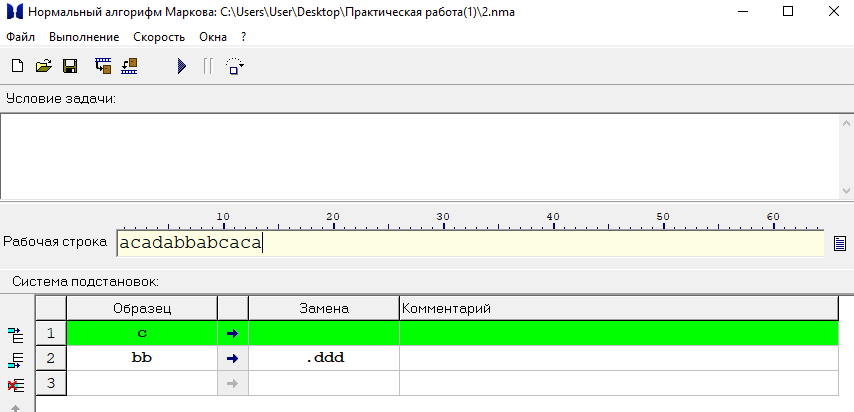 Нормальный алгорифм Маркова: C:\Users\User\Desktop\Практическая работа(1)\2.nma
Файл Выполнение Скорость Окна ?
Условие задачи:
10 20 30 40 50 60
Рабочая строка acadabbabcaca
Система подстановок:
Образец Замена Комментарий
1 c
2 bb .ddd
3